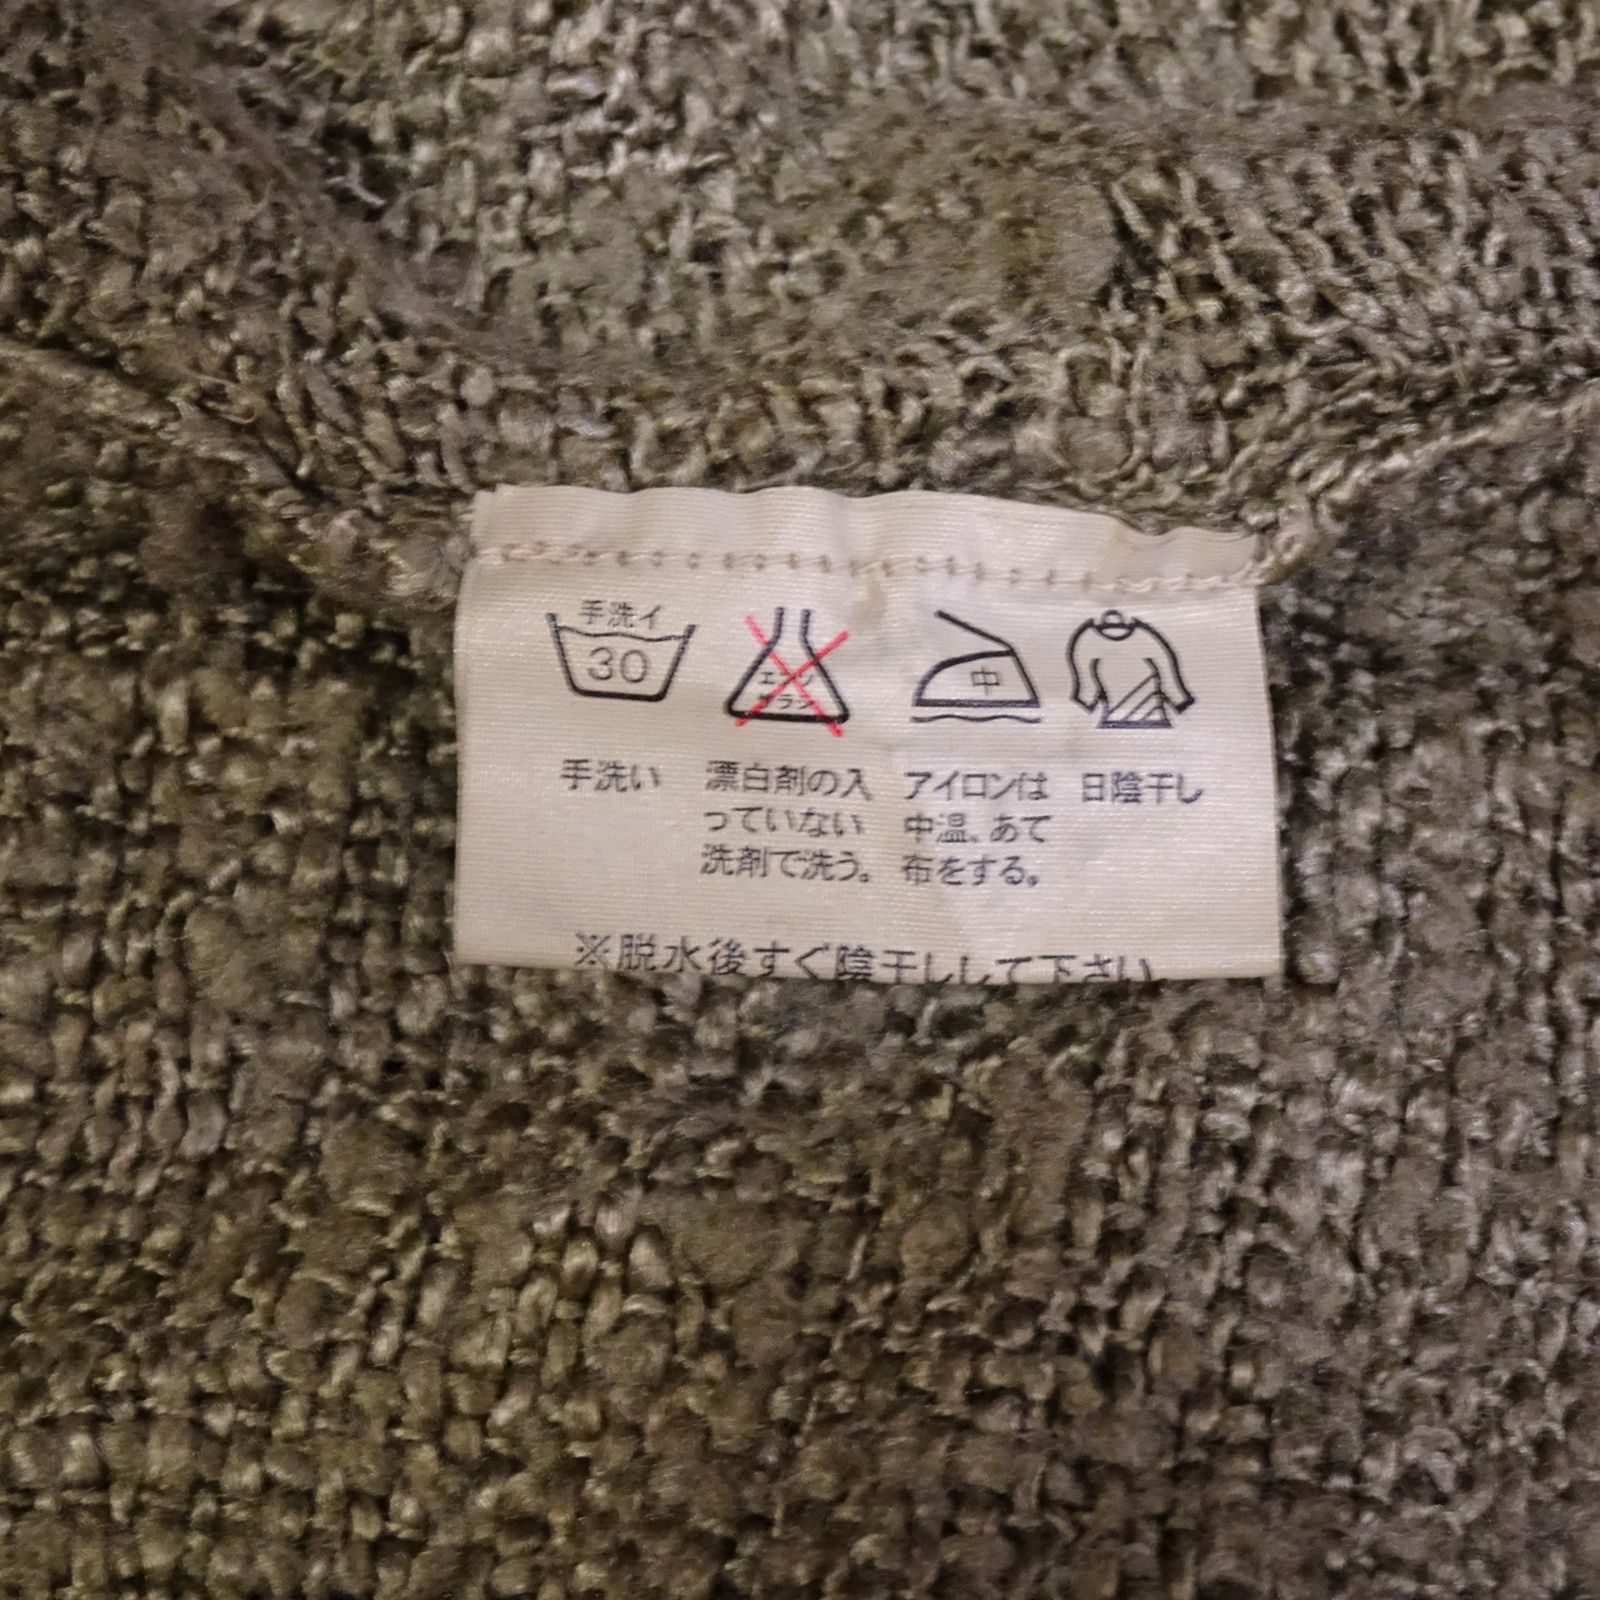 手洗イ
30
エンソ
サラシ
中
手洗い
漂白剤の入
っていない
洗剤で洗う。
アイロンは
中温、あて
布をする。
日陰干し
※脱水後すぐ陰干しして下さい